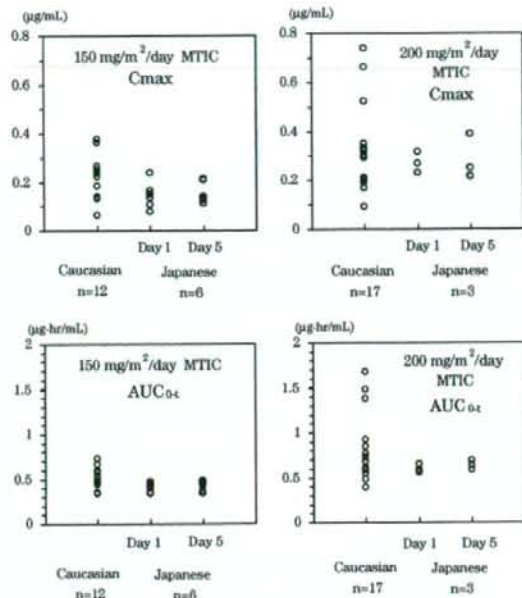 (μg/mL)
0.8
0.6
0.4
0.2
0
150 mg/m²/day MTIC
Cmax
Day 1 Day 5
Caucasian Japanese
n=12 n=6
(μg/mL)
0.8
0.6
0.4
0.2
0
200 mg/m²/day
MTIC
Cmax
Day 1 Day 5
Caucasian Japanese
n=17 n=3
(μg·hr/mL)
2
1.5
1
0.5
0
150 mg/m²/day MTIC
AUC₀₋t
Day 1 Day 5
Caucasian Japanese
n=12 n=6
(μg·hr/mL)
2
1.5
1
0.5
0
200 mg/m²/day
MTIC
AUC₀₋t
Day 1 Day 5
Caucasian Japanese
n=17 n=3